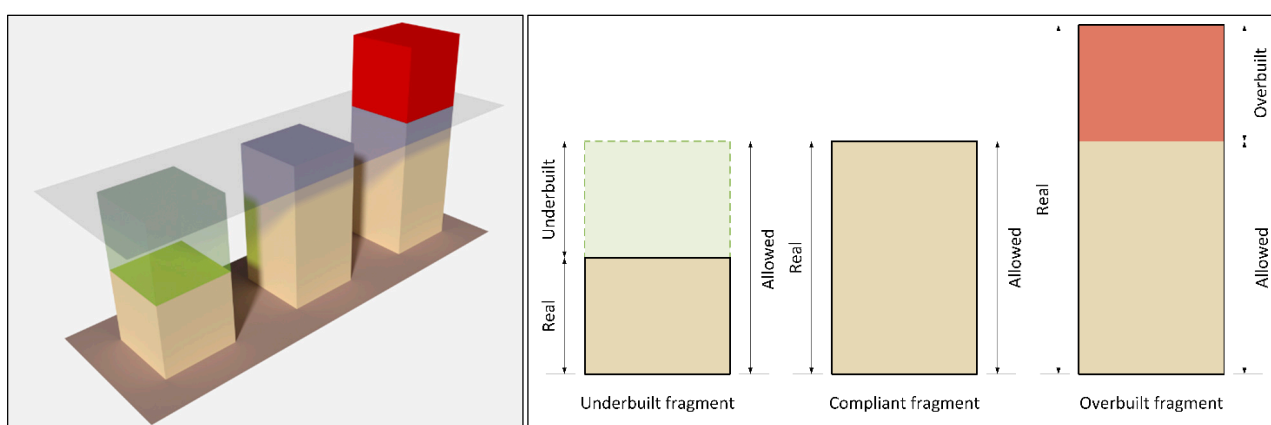 Underbuilt
Real
Allowed
Underbuilt fragment
Real
Allowed
Compliant fragment
Real
Overbuilt
Allowed
Overbuilt fragment